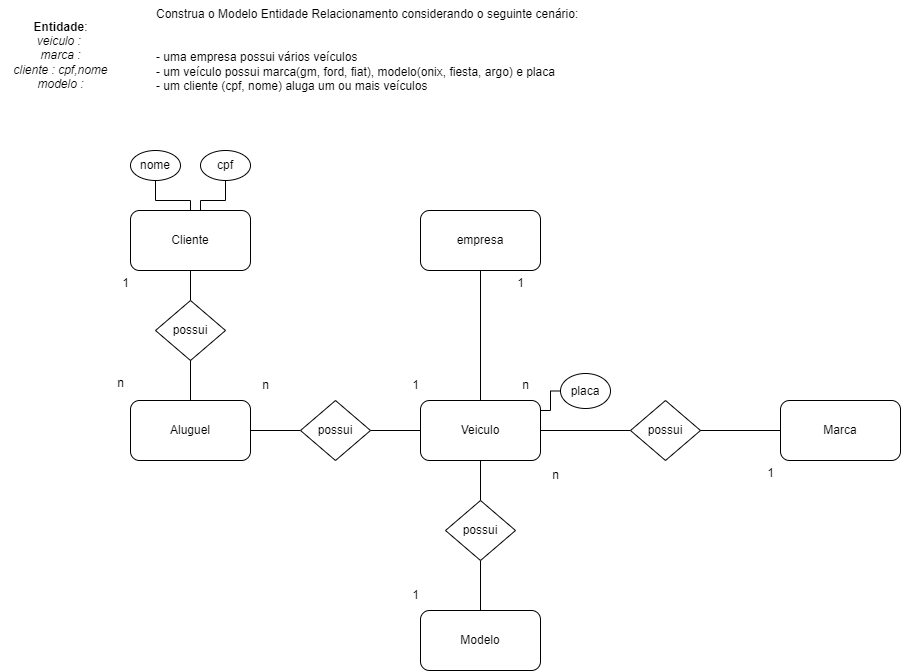 Construa o Modelo Entidade Relacionamento considerando o seguinte cenário:
Entidade:
veiculo :
marca :
cliente : cpf,nome
modelo :
- uma empresa possui vários veículos
- um veículo possui marca(gm, ford, fiat), modelo(onix, fiesta, argo) e placa
- um cliente (cpf, nome) aluga um ou mais veículos
nome
cpf
Cliente
empresa
1
1
possui
n
n
1
n
placa
Aluguel
possui
Veiculo
possui
Marca
n
1
possui
1
Modelo